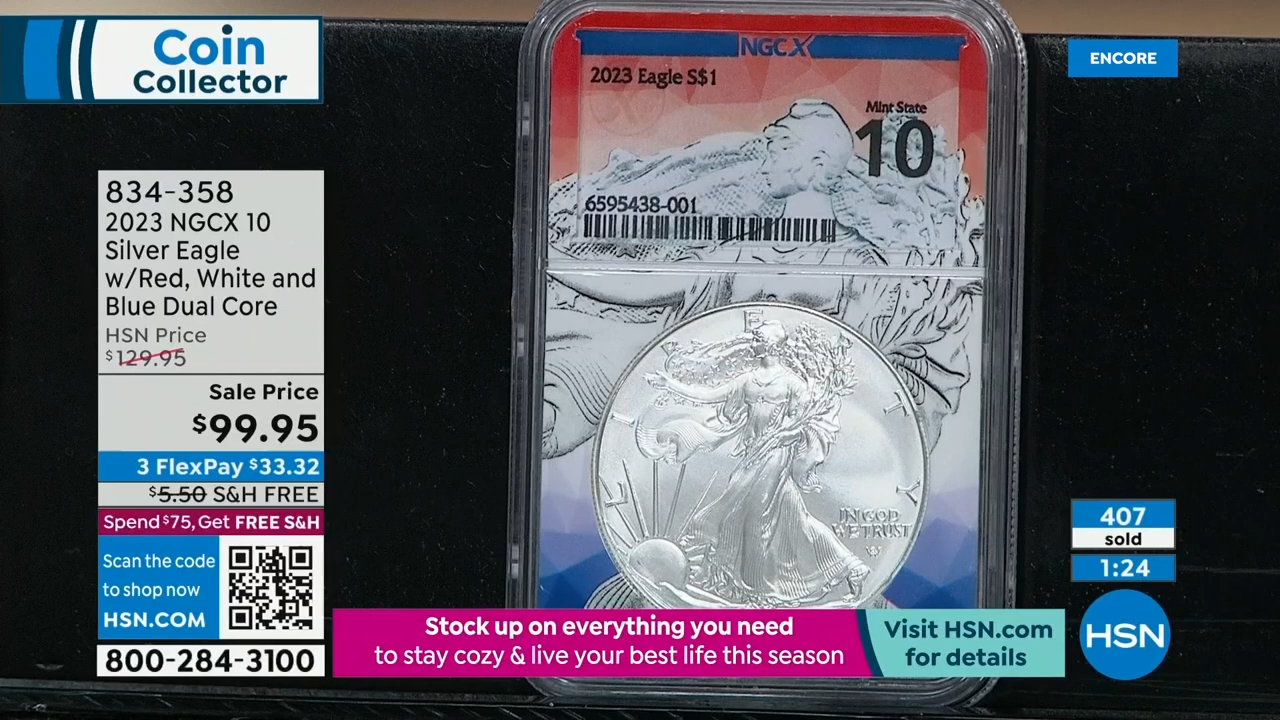 Coin
Collector
ENCORE
834-358
2023 NGCX 10
Silver Eagle
w/Red, White and
Blue Dual Core
HSN Price
$129.95
Sale Price
$99.95
3 FlexPay $33.32
$5.50 S&H FREE
Spend $75, Get FREE S&H
Scan the code
to shop now
HSN.COM
800-284-3100
NGCX
2023 Eagle S$1
Mint State
10
6595438-001
LIBERTY
IN GOD
WE TRUST
407
sold
1:24
HSN
Stock up on everything you need
to stay cozy & live your best life this season
Visit HSN.com
for details